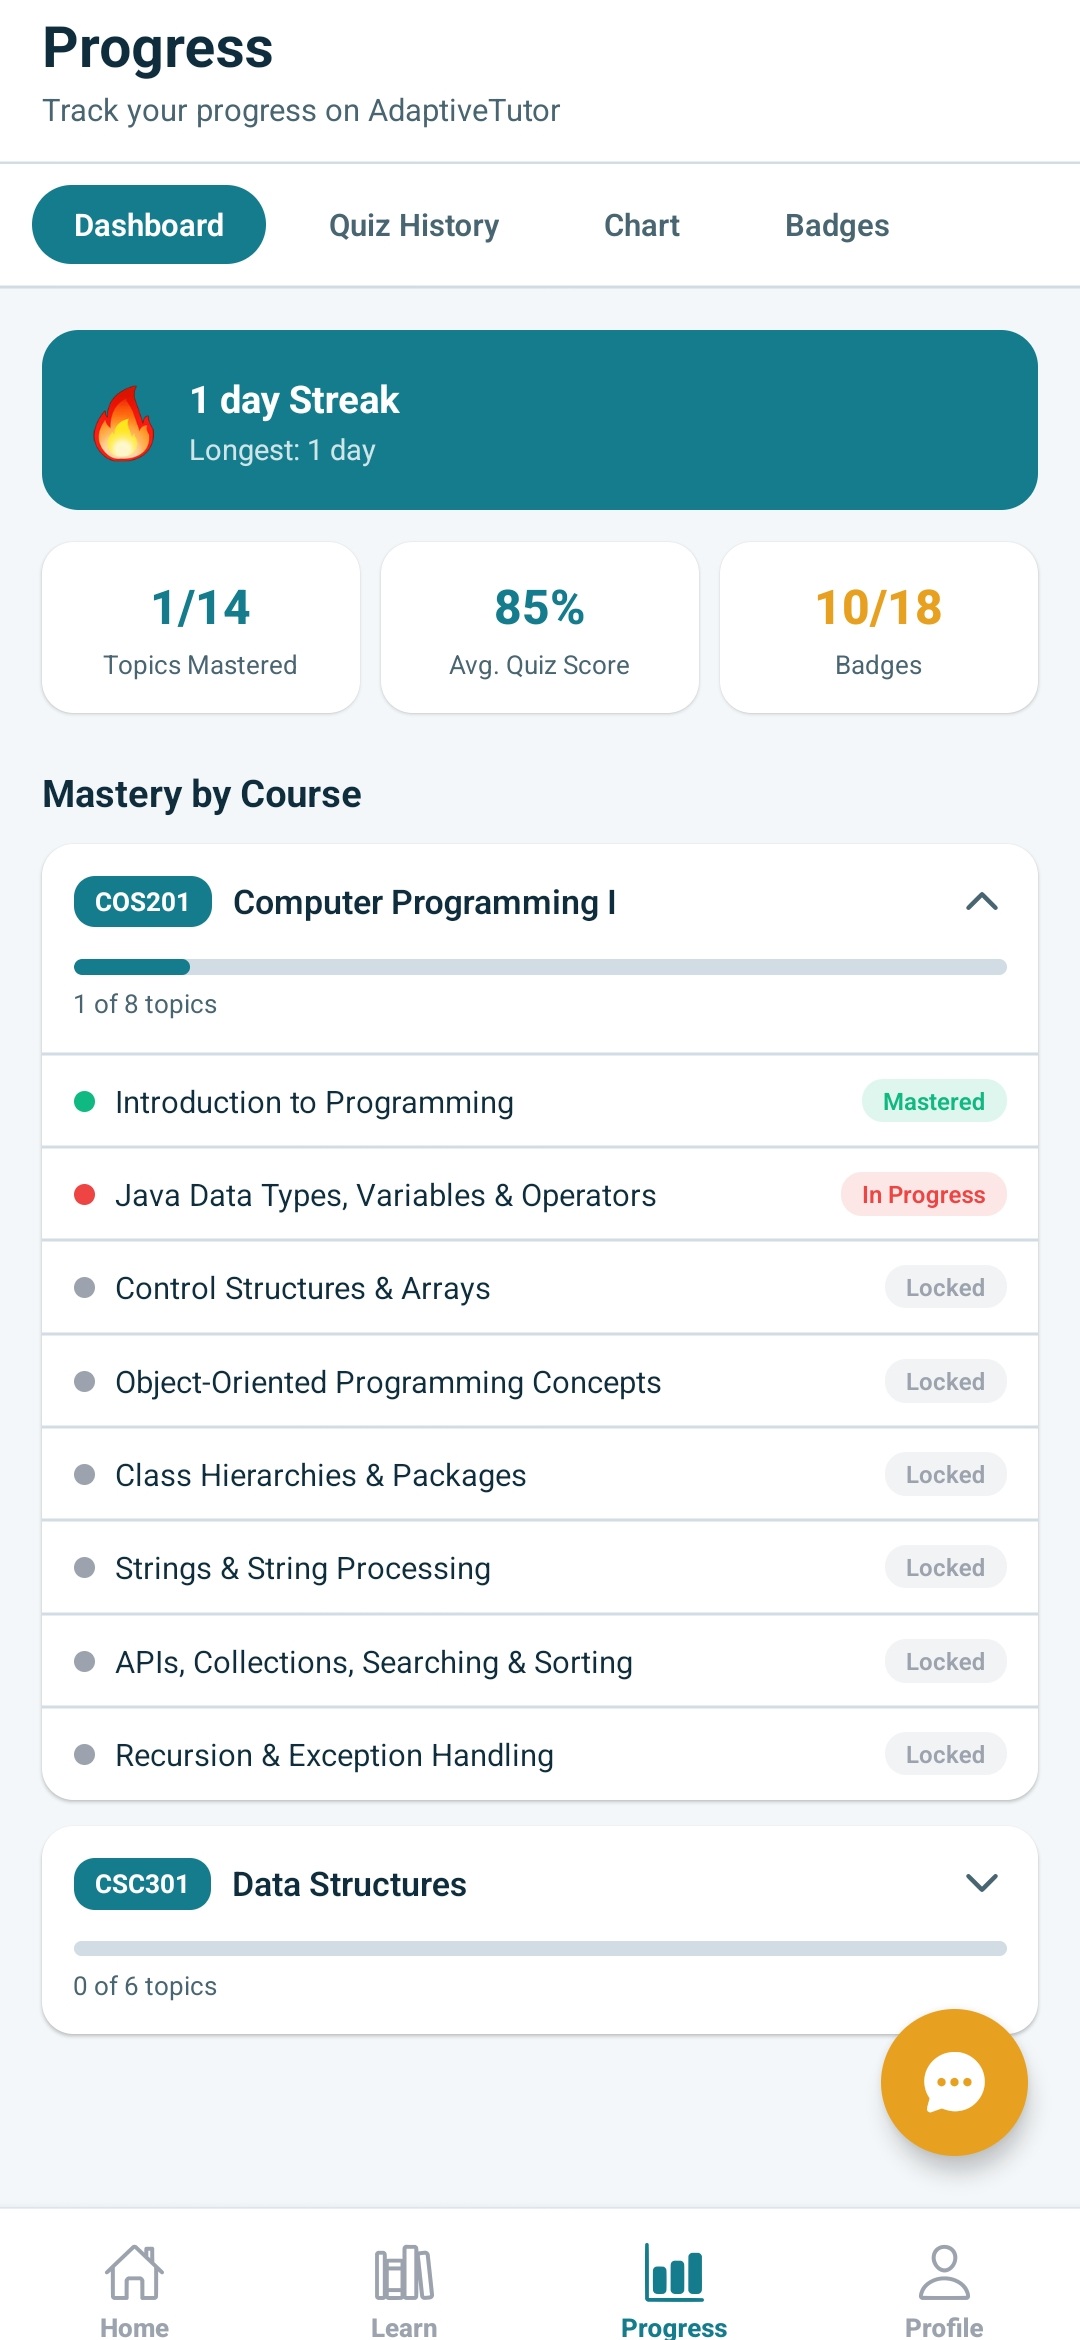 Progress
Track your progress on AdaptiveTutor
Dashboard Quiz History Chart Badges
1 day Streak
Longest: 1 day
1/14 85% 10/18
Topics Mastered Avg. Quiz Score Badges
Mastery by Course
COS201 Computer Programming I
1 of 8 topics
Introduction to Programming Mastered
Java Data Types, Variables & Operators In Progress
Control Structures & Arrays Locked
Object-Oriented Programming Concepts Locked
Class Hierarchies & Packages Locked
Strings & String Processing Locked
APIs, Collections, Searching & Sorting Locked
Recursion & Exception Handling Locked
CSC301 Data Structures
0 of 6 topics
Home Learn Progress Profile